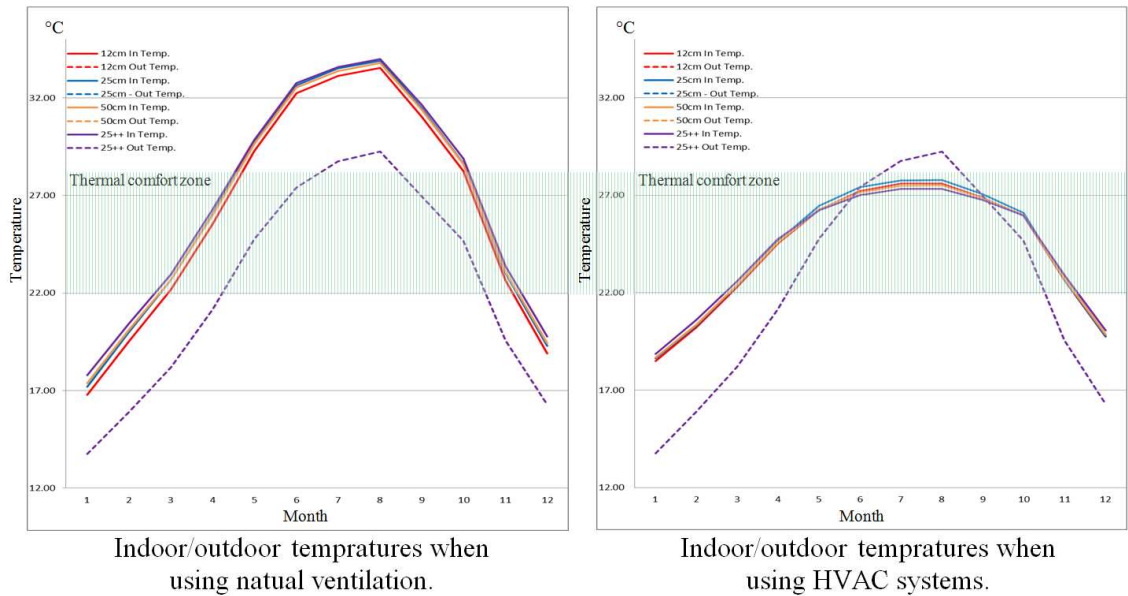 °C
12cm In Temp.
12cm Out Temp.
25cm In Temp.
25cm - Out Temp.
50cm In Temp.
50cm Out Temp.
25++ In Temp.
25++ Out Temp.
32.00
Thermal comfort zone
27.00
22.00
17.00
12.00
Temperature
1 2 3 4 5 6 7 8 9 10 11 12
Month
Indoor/outdoor tempratures when
using natual ventilation.
°C
12cm In Temp.
12cm Out Temp.
25cm In Temp.
25cm - Out Temp.
50cm In Temp.
50cm Out Temp.
25++ In Temp.
25++ Out Temp.
32.00
Thermal comfort zone
27.00
22.00
17.00
12.00
Temperature
1 2 3 4 5 6 7 8 9 10 11 12
Month
Indoor/outdoor tempratures when
using HVAC systems.